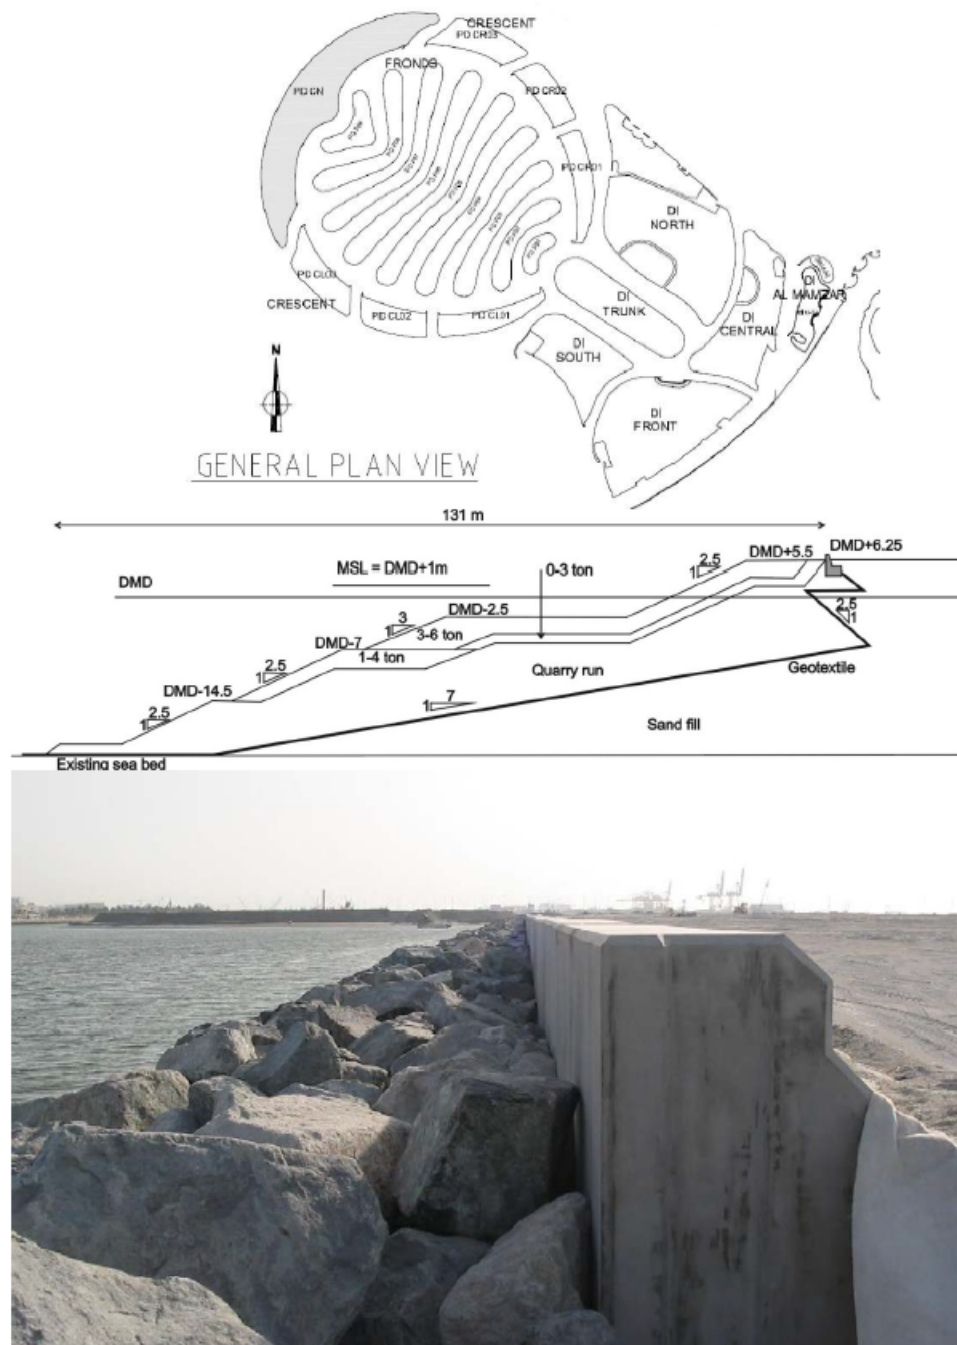 CRESCENT
PD CR03
FRONDS
PD CR02
PD CN
PD CR01
DI
NORTH
PD CL03
CRESCENT
PD CL02
PD CL01
DI
TRUNK
DI
SOUTH
DI
CENTRAL
DI
AL MAMZAR
DI
FRONT
N
GENERAL PLAN VIEW
131 m
DMD+5.5
DMD+6.25
MSL = DMD+1m
0-3 ton
2.5
1
DMD
DMD-2.5
3
1
3-6 ton
2.5
1
DMD-7
1-4 ton
2.5
1
Quarry run
Geotextile
DMD-14.5
7
1
2.5
1
Sand fill
Existing sea bed